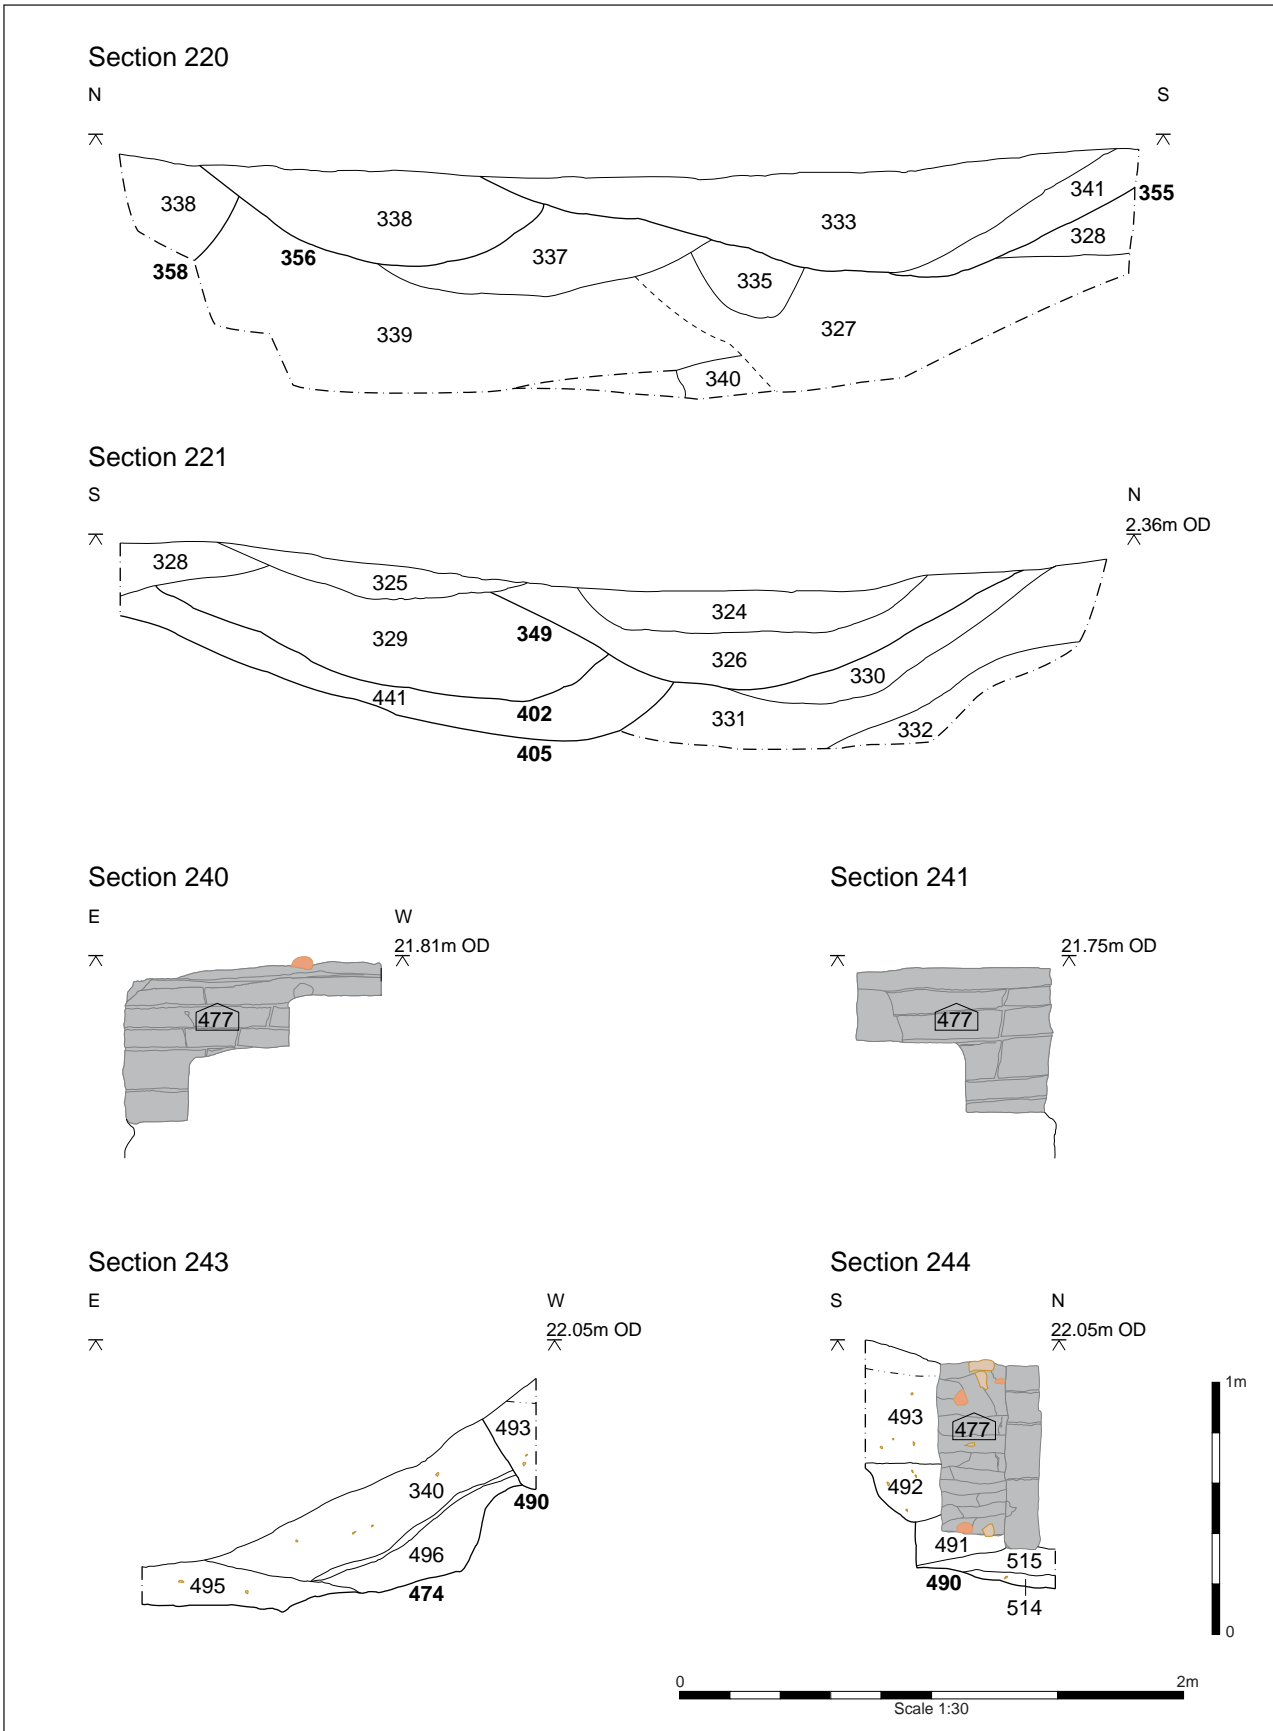 Section 220
N S
338 338 333 341 355
328
358 356 337 335
339 327
340
Section 221
S N
2.36m OD
328 325
324
329 349
326
330
441 402 331
332
405
Section 240
E W
21.81m OD
477
Section 241
21.75m OD
477
Section 243
E W
22.05m OD
493
340
490
496
495 474
Section 244
S N
22.05m OD
493
477
492
491
515
490
514
1m
0
0 2m
Scale 1:30